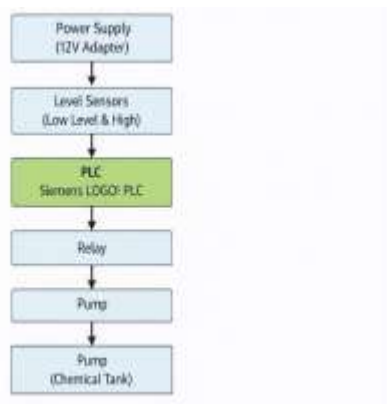 Power Supply
(12V Adapter)
Level Sensors
(Low Level & High)
PLC
Siemens LOGO! PLC
Relay
Pump
Pump
(Chemical Tank)